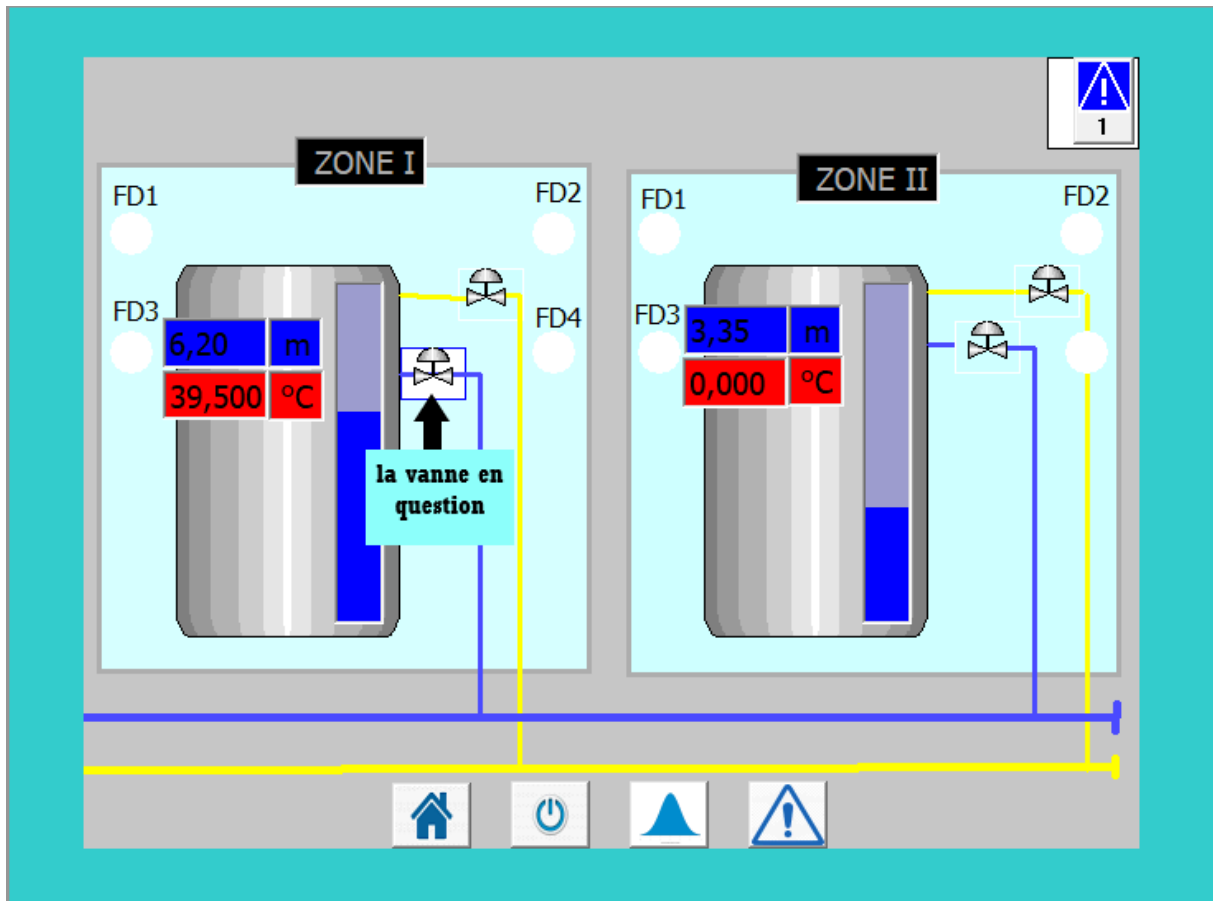 1
ZONE I
FD1
FD2
FD3
FD4
6,20 m
39,500 °C
la vanne en
question
ZONE II
FD1
FD2
FD3
3,35 m
0,000 °C